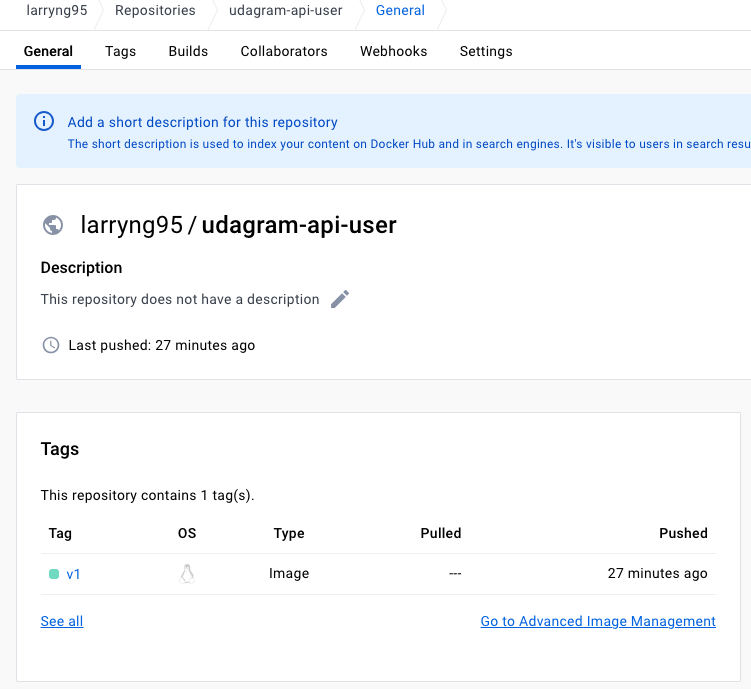 larryng95 Repositories udagram-api-user General
General Tags Builds Collaborators Webhooks Settings
Add a short description for this repository
The short description is used to index your content on Docker Hub and in search engines. It's visible to users in search resu
larryng95 / udagram-api-user
Description
This repository does not have a description
Last pushed: 27 minutes ago
Tags
This repository contains 1 tag(s).
Tag OS Type Pulled Pushed
v1 Image --- 27 minutes ago
See all Go to Advanced Image Management